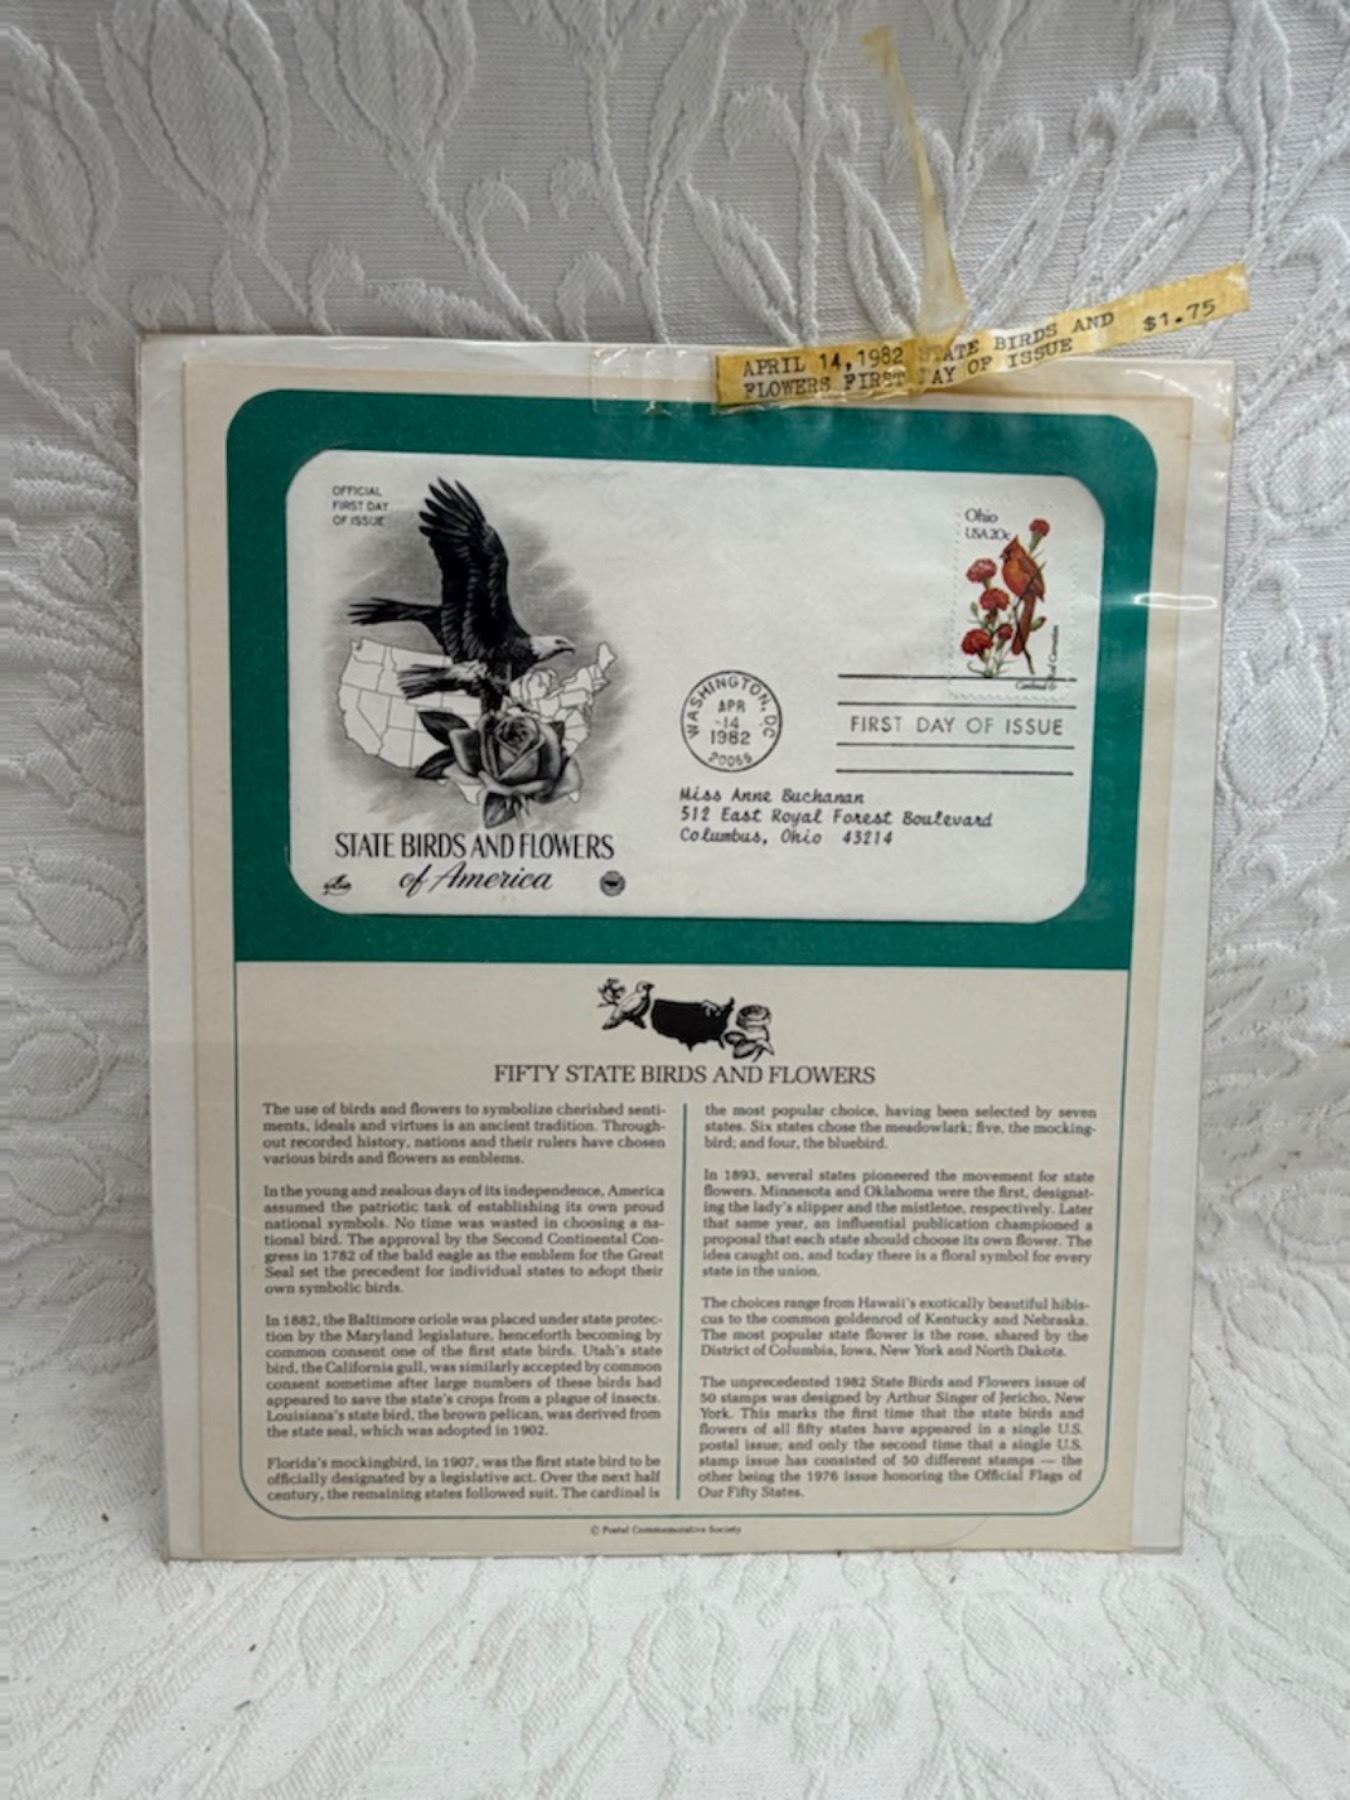 APRIL 14, 1982 STATE BIRDS AND $1.75
FLOWERS FIRST DAY OF ISSUE
OFFICIAL
FIRST DAY
OF ISSUE
Ohio
USA 20c
Cardinal &
Red Carnation
WASHINGTON, DC
APR
14
1982
20066
FIRST DAY OF ISSUE
Miss Anne Buchanan
512 East Royal Forest Boulevard
Columbus, Ohio 43214
STATE BIRDS AND FLOWERS
of America
FIFTY STATE BIRDS AND FLOWERS
The use of birds and flowers to symbolize cherished senti-
ments, ideals and virtues is an ancient tradition. Through-
out recorded history, nations and their rulers have chosen
various birds and flowers as emblems.
In the young and zealous days of its independence, America
assumed the patriotic task of establishing its own proud
national symbols. No time was wasted in choosing a na-
tional bird. The approval by the Second Continental Con-
gress in 1782 of the bald eagle as the emblem for the Great
Seal set the precedent for individual states to adopt their
own symbolic birds.
In 1882, the Baltimore oriole was placed under state protec-
tion by the Maryland legislature, henceforth becoming by
common consent one of the first state birds. Utah's state
bird, the California gull, was similarly accepted by common
consent sometime after large numbers of these birds had
appeared to save the state's crops from a plague of insects.
Louisiana's state bird, the brown pelican, was derived from
the state seal, which was adopted in 1902.
Florida's mockingbird, in 1907, was the first state bird to be
officially designated by a legislative act. Over the next half
century, the remaining states followed suit. The cardinal is
the most popular choice, having been selected by seven
states. Six states chose the meadowlark; five, the mocking-
bird; and four, the bluebird.
In 1893, several states pioneered the movement for state
flowers. Minnesota and Oklahoma were the first, designat-
ing the lady's slipper and the mistletoe, respectively. Later
that same year, an influential publication championed a
proposal that each state should choose its own flower. The
idea caught on, and today there is a floral symbol for every
state in the union.
The choices range from Hawaii's exotically beautiful hibis-
cus to the common goldenrod of Kentucky and Nebraska.
The most popular state flower is the rose, shared by the
District of Columbia, Iowa, New York and North Dakota.
The unprecedented 1982 State Birds and Flowers issue of
50 stamps was designed by Arthur Singer of Jericho, New
York. This marks the first time that the state birds and
flowers of all fifty states have appeared in a single U.S.
postal issue; and only the second time that a single U.S.
stamp issue has consisted of 50 different stamps — the
other being the 1976 issue honoring the Official Flags of
Our Fifty States.
© Postal Commemorative Society